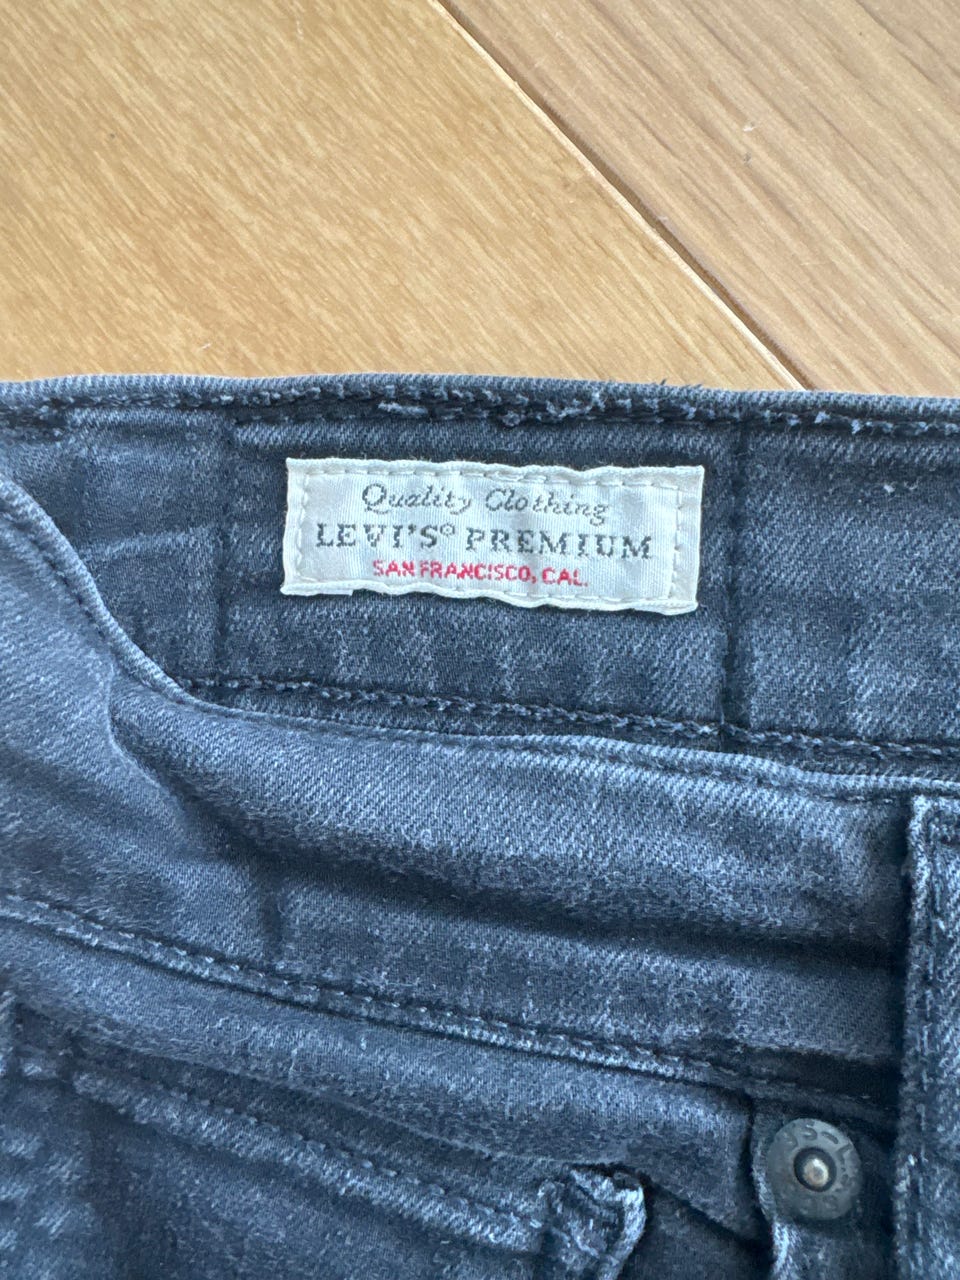 Quality Clothing
LEVI'S® PREMIUM
SAN FRANCISCO, CAL.